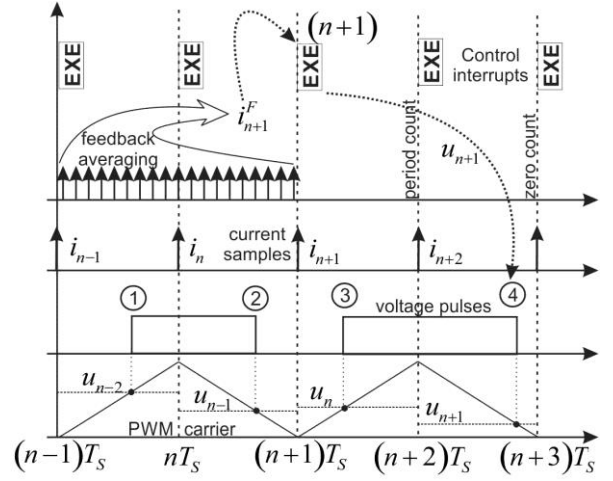 (n+1)
EXE EXE EXE EXE EXE
Control
interrupts
i^F_{n+1}
feedback
averaging
u_{n+1}
period count
zero count
i_{n-1} i_n current samples i_{n+1} i_{n+2}
1 2 3 voltage pulses 4
u_{n-2} u_{n-1} u_n u_{n+1}
PWM carrier
(n-1)T_S nT_S (n+1)T_S (n+2)T_S (n+3)T_S